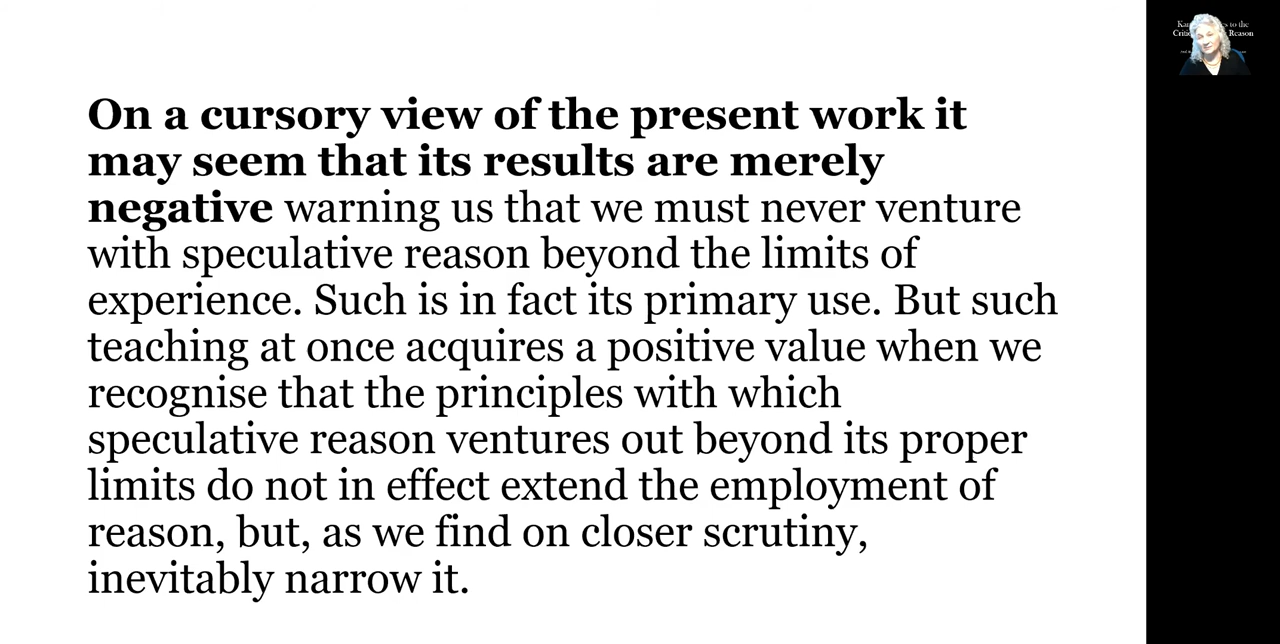 On a cursory view of the present work it
may seem that its results are merely
negative warning us that we must never venture
with speculative reason beyond the limits of
experience. Such is in fact its primary use. But such
teaching at once acquires a positive value when we
recognise that the principles with which
speculative reason ventures out beyond its proper
limits do not in effect extend the employment of
reason, but, as we find on closer scrutiny,
inevitably narrow it.
to the
Reason